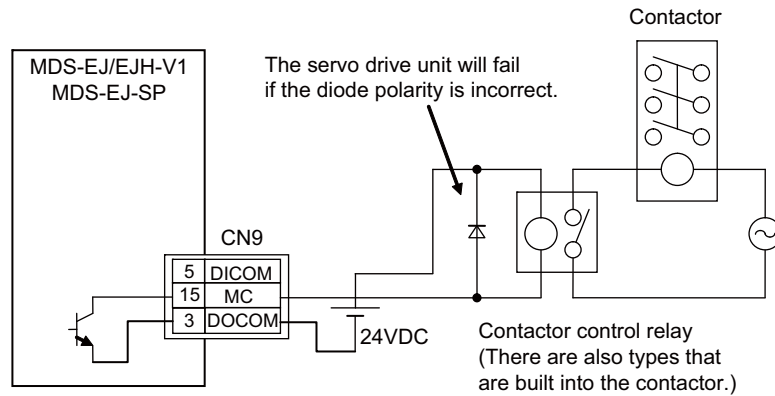 Contactor
MDS-EJ/EJH-V1
MDS-EJ-SP
The servo drive unit will fail
if the diode polarity is incorrect.
CN9
5 DICOM
15 MC
3 DOCOM
24VDC
Contactor control relay
(There are also types that
are built into the contactor.)